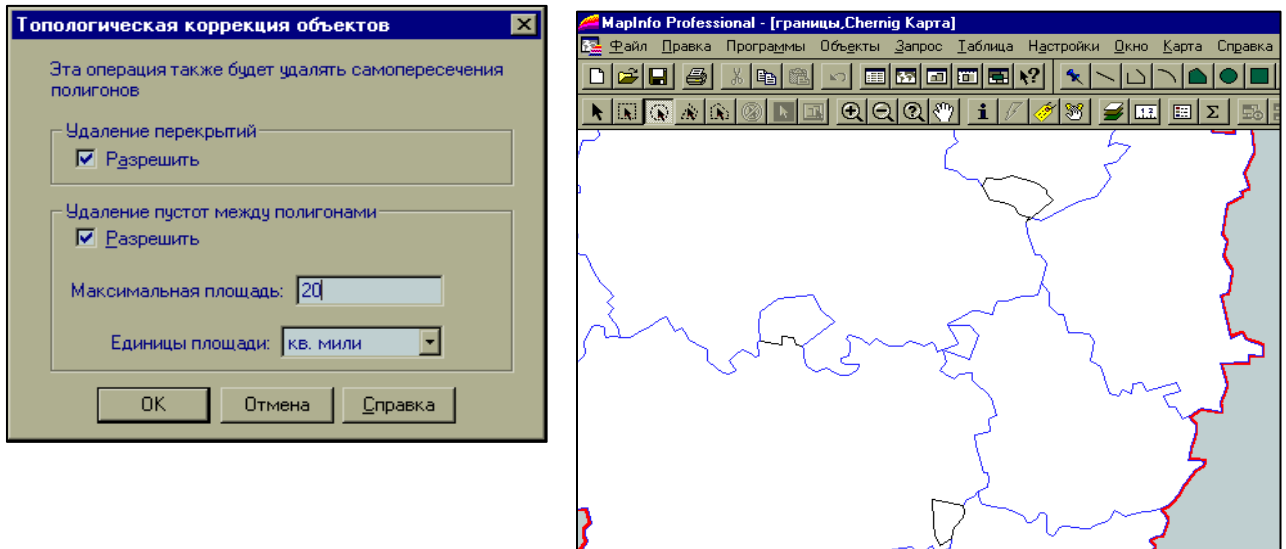 Топологическая коррекция объектов
Эта операция также будет удалять самопересечения
полигонов
Удаление перекрытий
Разрешить
Удаление пустот между полигонами
Разрешить
Максимальная площадь: 20
Единицы площади: кв. мили
OK Отмена Справка
MapInfo Professional - [границы,Chernig Карта]
Файл Правка Программы Объекты Запрос Таблица Настройки Окно Карта Справка